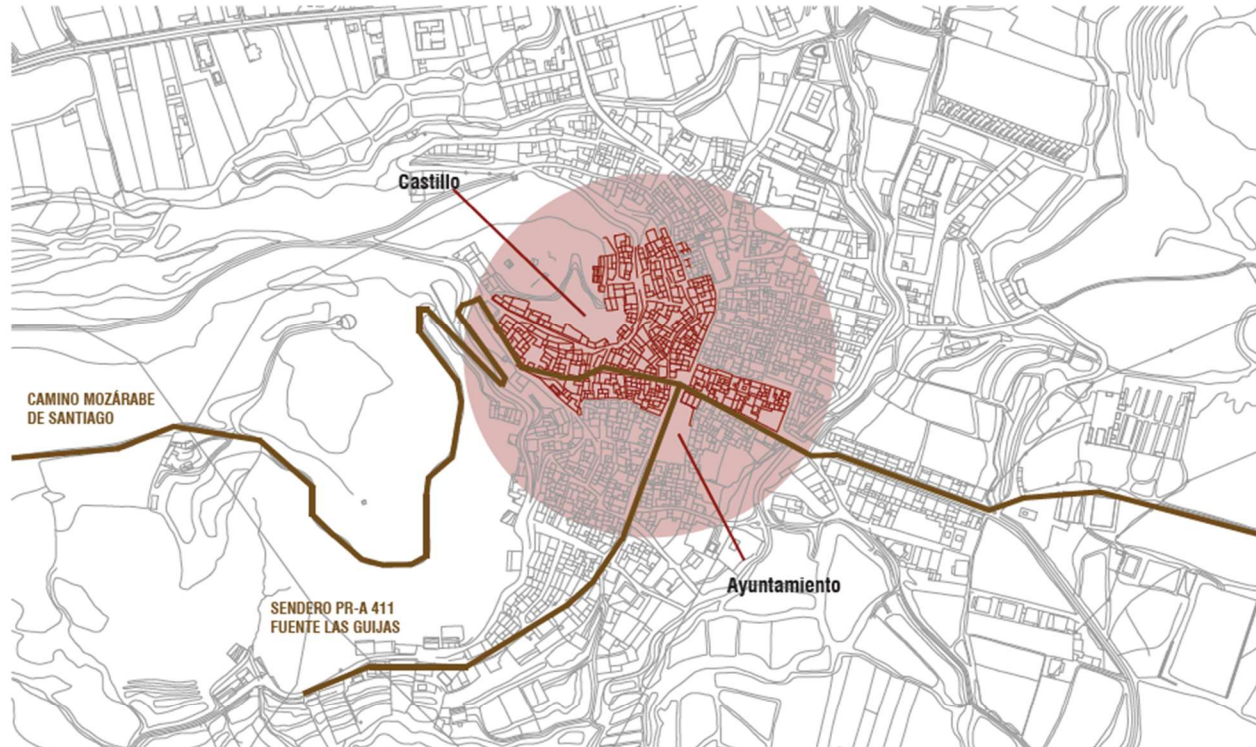 Castillo
CAMINO MOZÁRABE
DE SANTIAGO
Ayuntamiento
SENDERO PR-A 411
FUENTE LAS GUIJAS